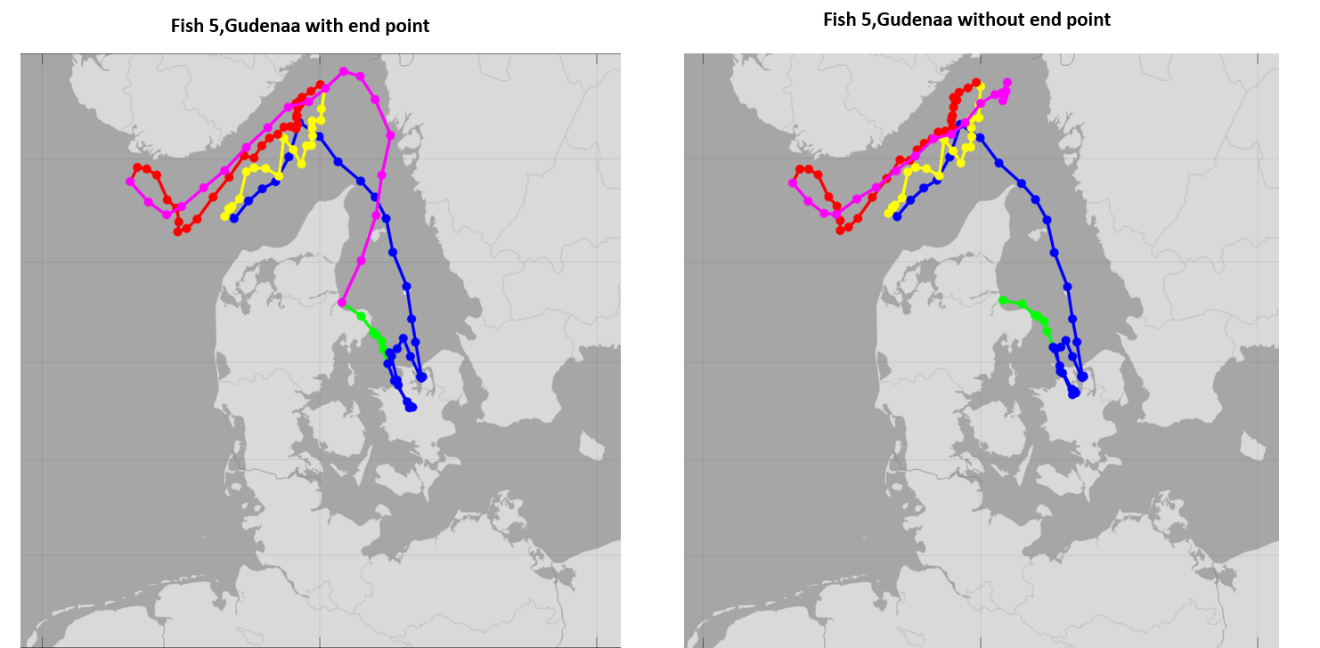 Fish 5,Gudenaa with end point
Fish 5,Gudenaa without end point